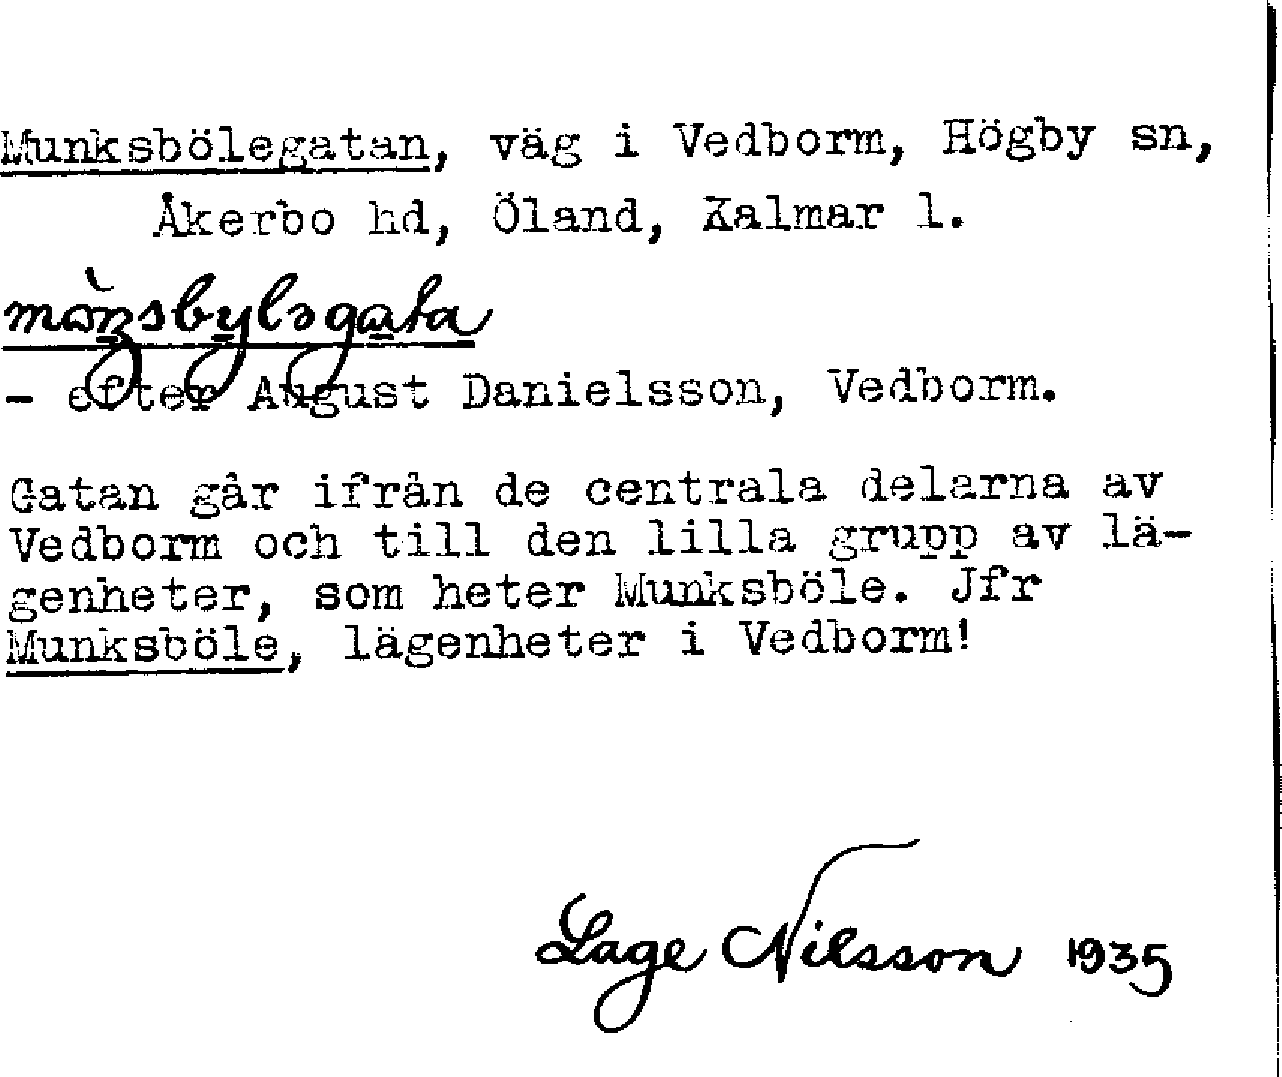 Munksbölegatan, väg i Vedborm, Högby sn,
Åkerbo hd, Öland, Kalmar l.
- efter August Danielsson, Vedborm.
Gatan går ifrån de centrala delarna av
Vedborm och till den lilla grupp av lä-
genheter, som heter Munksböle. Jfr
Munksböle, lägenheter i Vedborm!
Lage Nilsson 1935